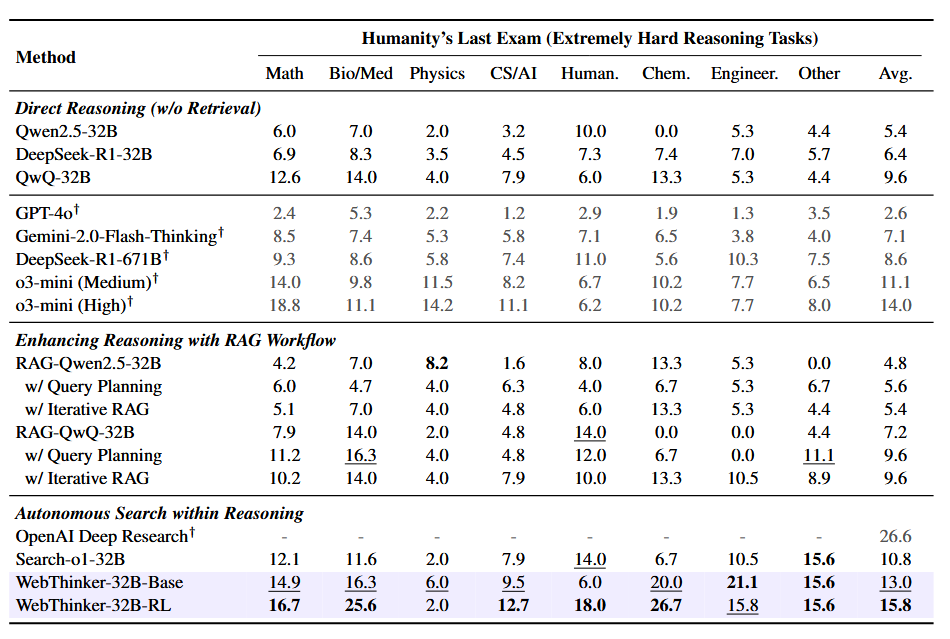 Humanity's Last Exam (Extremely Hard Reasoning Tasks)
Method
Math Bio/Med Physics CS/AI Human. Chem. Engineer. Other Avg.
Direct Reasoning (w/o Retrieval)
Qwen2.5-32B 6.0 7.0 2.0 3.2 10.0 0.0 5.3 4.4 5.4
DeepSeek-R1-32B 6.9 8.3 3.5 4.5 7.3 7.4 7.0 5.7 6.4
QwQ-32B 12.6 14.0 4.0 7.9 6.0 13.3 5.3 4.4 9.6
GPT-4o† 2.4 5.3 2.2 1.2 2.9 1.9 1.3 3.5 2.6
Gemini-2.0-Flash-Thinking† 8.5 7.4 5.3 5.8 7.1 6.5 3.8 4.0 7.1
DeepSeek-R1-671B† 9.3 8.6 5.8 7.4 11.0 5.6 10.3 7.5 8.6
o3-mini (Medium)† 14.0 9.8 11.5 8.2 6.7 10.2 7.7 6.5 11.1
o3-mini (High)† 18.8 11.1 14.2 11.1 6.2 10.2 7.7 8.0 14.0
Enhancing Reasoning with RAG Workflow
RAG-Qwen2.5-32B 4.2 7.0 8.2 1.6 8.0 13.3 5.3 0.0 4.8
w/ Query Planning 6.0 4.7 4.0 6.3 4.0 6.7 5.3 6.7 5.6
w/ Iterative RAG 5.1 7.0 4.0 4.8 6.0 13.3 5.3 4.4 5.4
RAG-QwQ-32B 7.9 14.0 2.0 4.8 14.0 0.0 0.0 4.4 7.2
w/ Query Planning 11.2 16.3 4.0 4.8 12.0 6.7 0.0 11.1 9.6
w/ Iterative RAG 10.2 14.0 4.0 7.9 10.0 13.3 10.5 8.9 9.6
Autonomous Search within Reasoning
OpenAI Deep Research† - - - - - - - - 26.6
Search-o1-32B 12.1 11.6 2.0 7.9 14.0 6.7 10.5 15.6 10.8
WebThinker-32B-Base 14.9 16.3 6.0 9.5 6.0 20.0 21.1 15.6 13.0
WebThinker-32B-RL 16.7 25.6 2.0 12.7 18.0 26.7 15.8 15.6 15.8